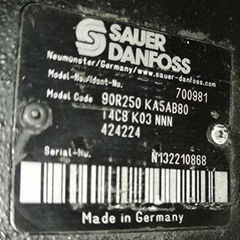 SAUER
DANFOSS
Neumünster/Germany www.sauer-danfoss.com
Model-No./Ident-No. 700981
Model Code 90R250 KA5AB80
T4C8 K03 NNN
424224
Serial-No. N132210868
Made in Germany